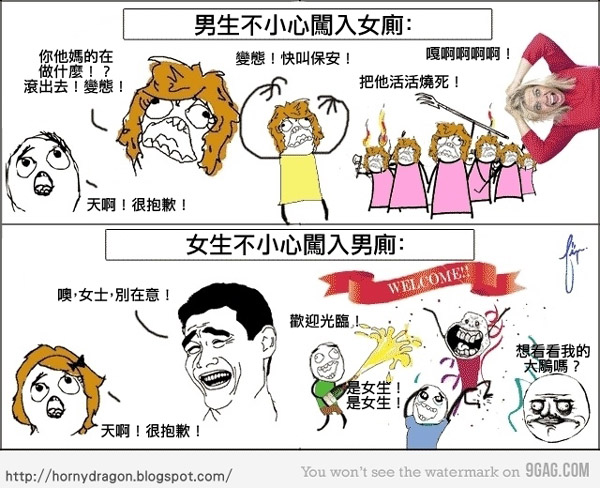 男生不小心闖入女廁:
你他媽的在
做什麼！？
滾出去！變態！
天啊！很抱歉！
變態！快叫保安！
嘎啊啊啊啊！
把他活活燒死！
女生不小心闖入男廁:
噢，女士，別在意！
天啊！很抱歉！
WELCOME!!
歡迎光臨！
是女生！
是女生！
想看看我的
大鵰嗎？
http://hornydragon.blogspot.com/
You won't see the watermark on 9GAG.COM